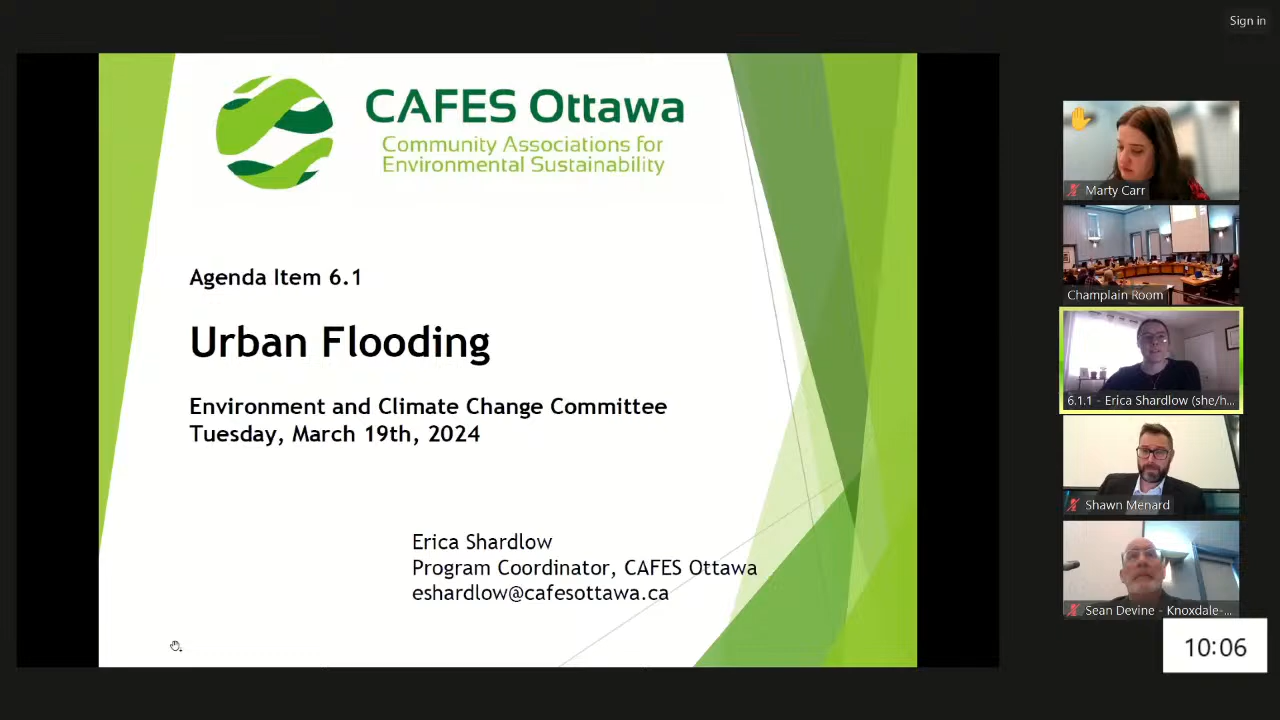 Sign in
CAFES Ottawa
Community Associations for
Environmental Sustainability
Agenda Item 6.1
Urban Flooding
Environment and Climate Change Committee
Tuesday, March 19th, 2024
Erica Shardlow
Program Coordinator, CAFES Ottawa
eshardlow@cafesottawa.ca
Marty Carr
Champlain Room
6.1.1 - Erica Shardlow (she/h...
Shawn Menard
Sean Devine - Knoxdale-...
10:06